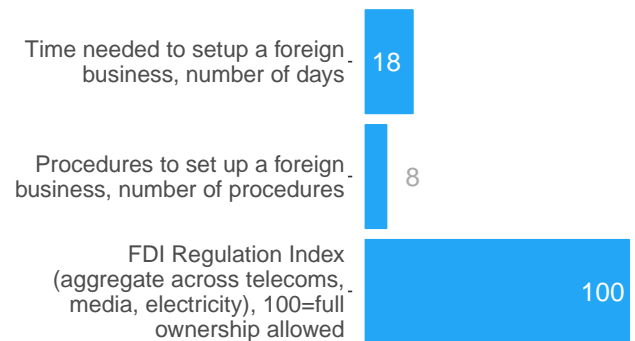 Time needed to setup a foreign
business, number of days
18
Procedures to set up a foreign
business, number of procedures
8
FDI Regulation Index
(aggregate across telecoms,
media, electricity), 100=full
ownership allowed
100